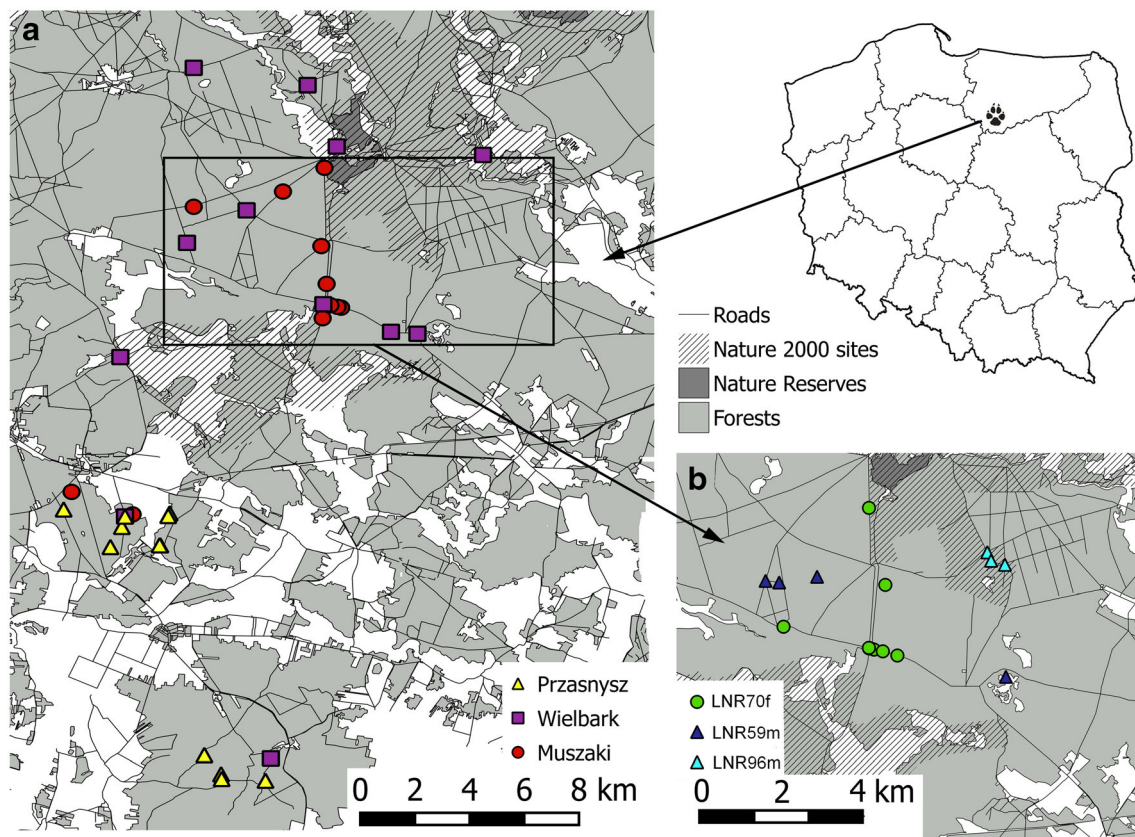 a
Roads
Nature 2000 sites
Nature Reserves
Forests
Przasnysz
Wielbark
Muszaki
0 2 4 6 8 km
b
LNR70f
LNR59m
LNR96m
0 2 4 km